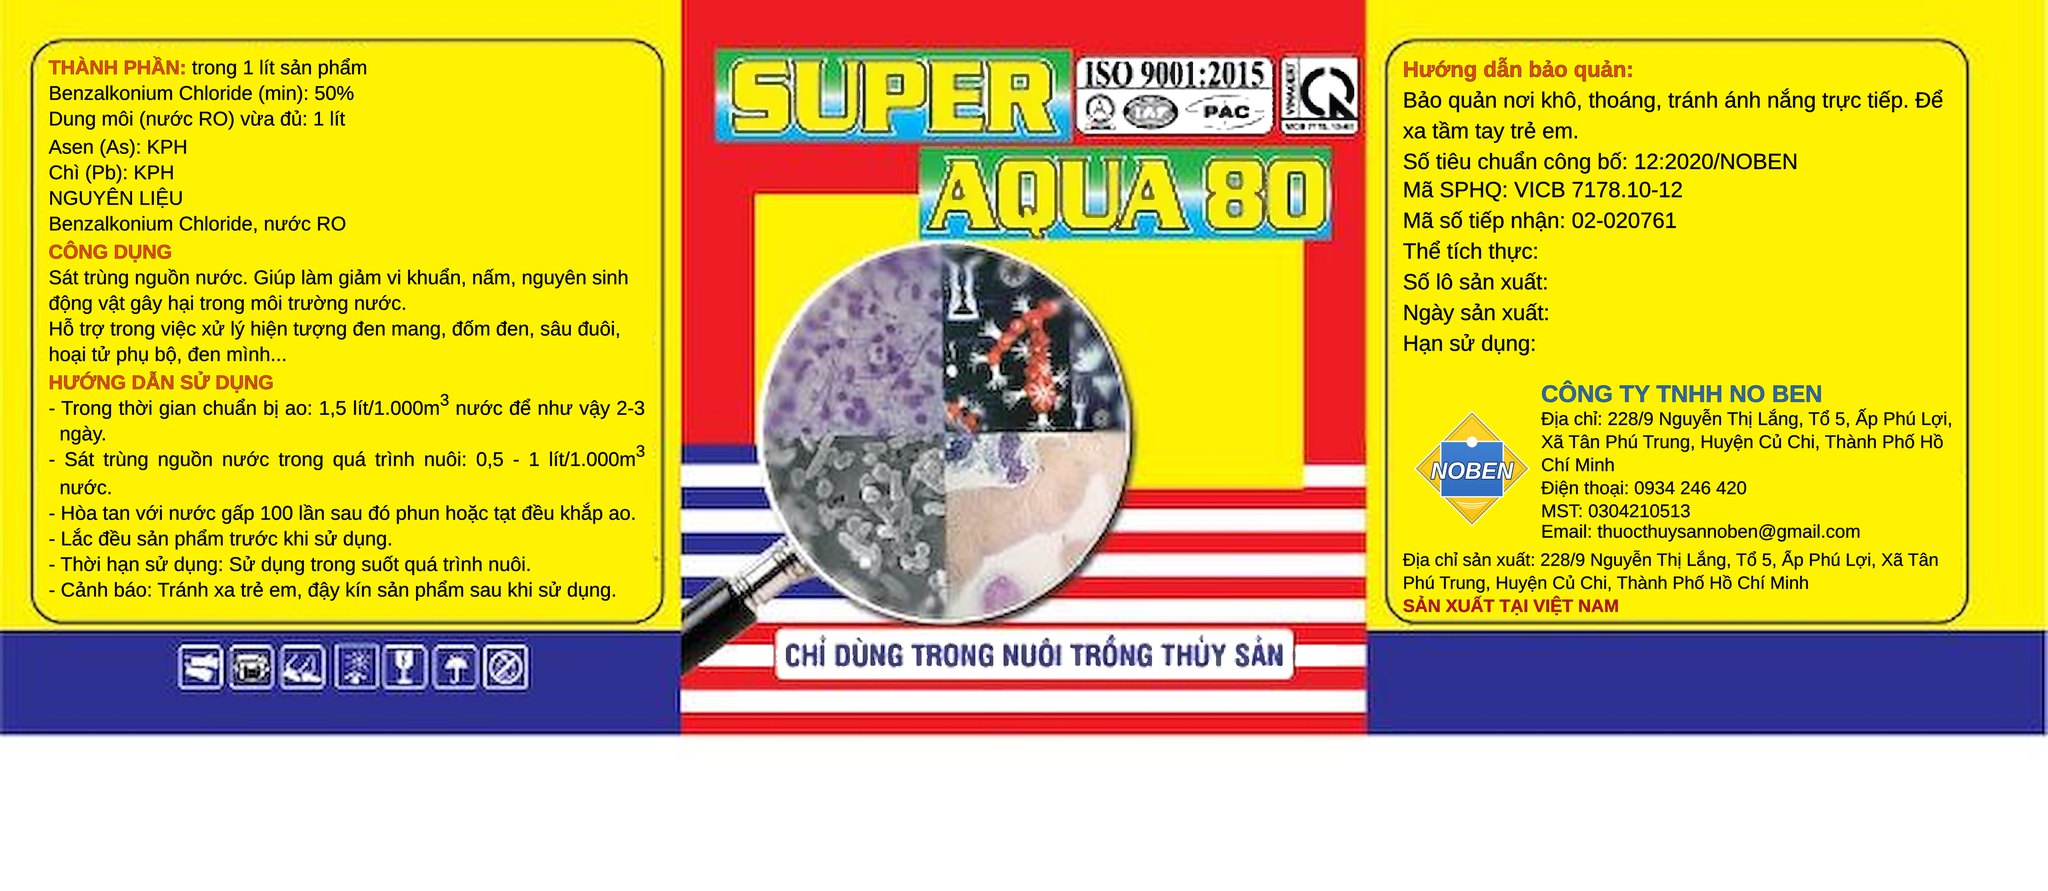 THÀNH PHẦN: trong 1 lít sản phẩm
Benzalkonium Chloride (min): 50%
Dung môi (nước RO) vừa đủ: 1 lít
Asen (As): KPH
Chì (Pb): KPH
NGUYÊN LIỆU
Benzalkonium Chloride, nước RO
CÔNG DỤNG
Sát trùng nguồn nước. Giúp làm giảm vi khuẩn, nấm, nguyên sinh
động vật gây hại trong môi trường nước.
Hỗ trợ trong việc xử lý hiện tượng đen mang, đốm đen, sâu đuôi,
hoại tử phụ bộ, đen mình...
HƯỚNG DẪN SỬ DỤNG
- Trong thời gian chuẩn bị ao: 1,5 lít/1.000m³ nước để như vậy 2-3
ngày.
- Sát trùng nguồn nước trong quá trình nuôi: 0,5 - 1 lít/1.000m³
nước.
- Hòa tan với nước gấp 100 lần sau đó phun hoặc tạt đều khắp ao.
- Lắc đều sản phẩm trước khi sử dụng.
- Thời hạn sử dụng: Sử dụng trong suốt quá trình nuôi.
- Cảnh báo: Tránh xa trẻ em, đậy kín sản phẩm sau khi sử dụng.
SUPER
AQUA 80
ISO 9001:2015
IAF
PAC
CHỈ DÙNG TRONG NUÔI TRỒNG THỦY SẢN
Hướng dẫn bảo quản:
Bảo quản nơi khô, thoáng, tránh ánh nắng trực tiếp. Để
xa tầm tay trẻ em.
Số tiêu chuẩn công bố: 12:2020/NOBEN
Mã SPHQ: VICB 7178.10-12
Mã số tiếp nhận: 02-020761
Thể tích thực:
Số lô sản xuất:
Ngày sản xuất:
Hạn sử dụng:
NOBEN
CÔNG TY TNHH NO BEN
Địa chỉ: 228/9 Nguyễn Thị Lắng, Tổ 5, Ấp Phú Lợi,
Xã Tân Phú Trung, Huyện Củ Chi, Thành Phố Hồ
Chí Minh
Điện thoại: 0934 246 420
MST: 0304210513
Email: thuocthuysannoben@gmail.com
Địa chỉ sản xuất: 228/9 Nguyễn Thị Lắng, Tổ 5, Ấp Phú Lợi, Xã Tân
Phú Trung, Huyện Củ Chi, Thành Phố Hồ Chí Minh
SẢN XUẤT TẠI VIỆT NAM